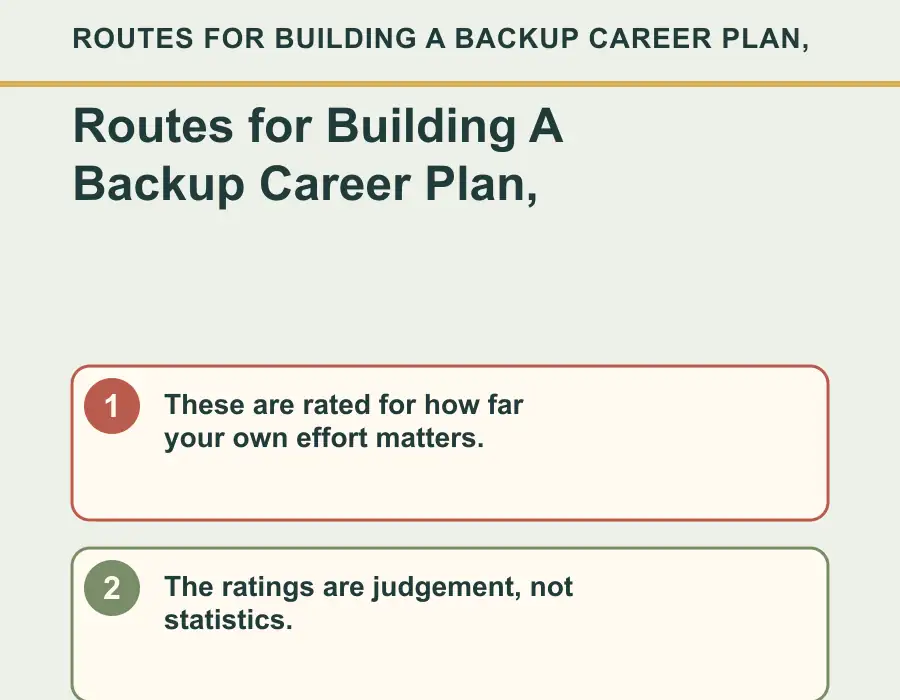 ROUTES FOR BUILDING A BACKUP CAREER PLAN,
Routes for Building A
Backup Career Plan,
1
These are rated for how far
your own effort matters.
2
The ratings are judgement, not
statistics.